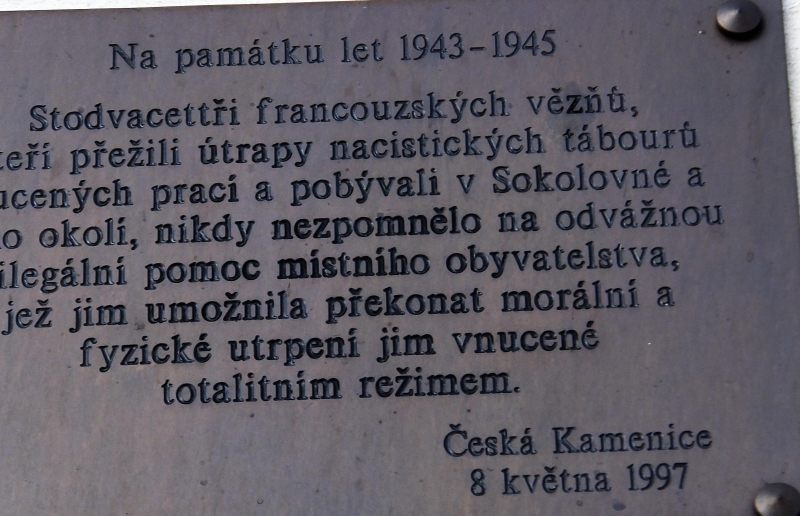 Na památku let 1943-1945
Stodvacettři francouzských vězňů,
teří přežili útrapy nacistických tábourů
ucených prací a pobývali v Sokolovné a
o okolí, nikdy nezpomnělo na odvážnou
ilegální pomoc místního obyvatelstva,
jež jim umožnila překonat morální a
fyzické utrpení jim vnucené
totalitním režimem.
Česká Kamenice
8 května 1997